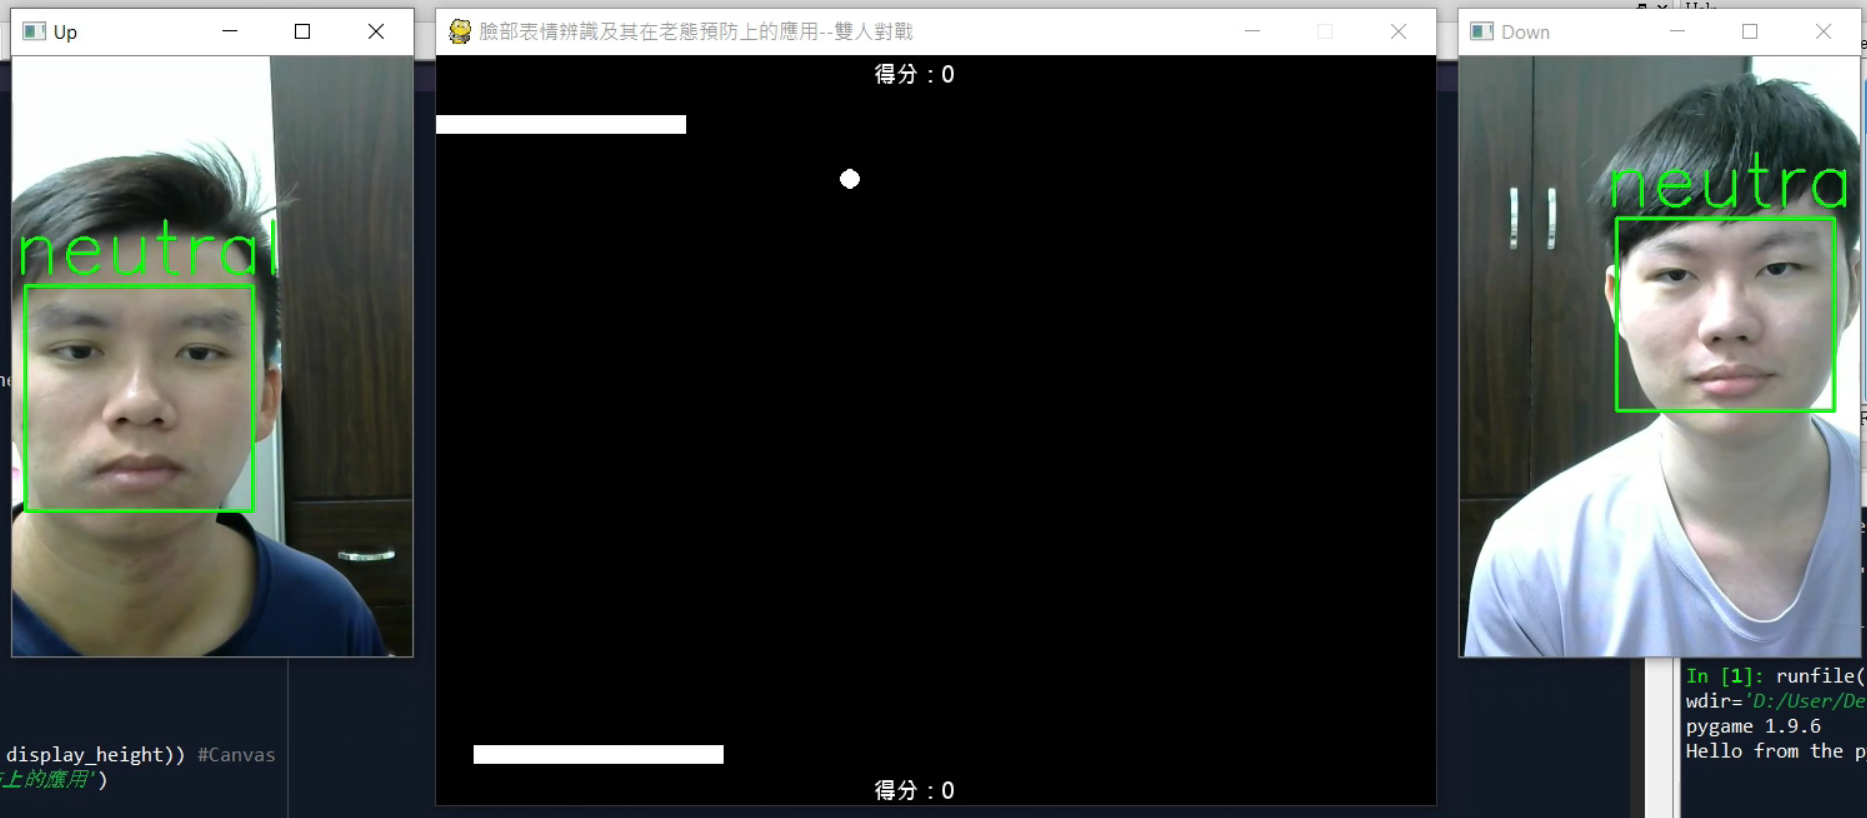 Up
neutral
臉部表情辨識及其在老態預防上的應用--雙人對戰
得分：0
得分：0
Down
neutra
Help
display_height)) #Canvas
上的應用')
In [1]: runfile(
wdir='D:/User/De
pygame 1.9.6
Hello from the p